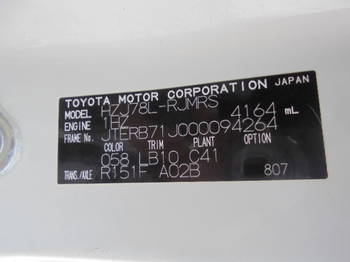 TOYOTA MOTOR CORPORATION JAPAN
MODEL HZJ78L-RJMRS
ENGINE 1HZ 4164 mL
FRAME No. JTERB71J000094264
COLOR TRIM PLANT OPTION
058 LB10 C41
TRANS./AXLE R151F A02B 807